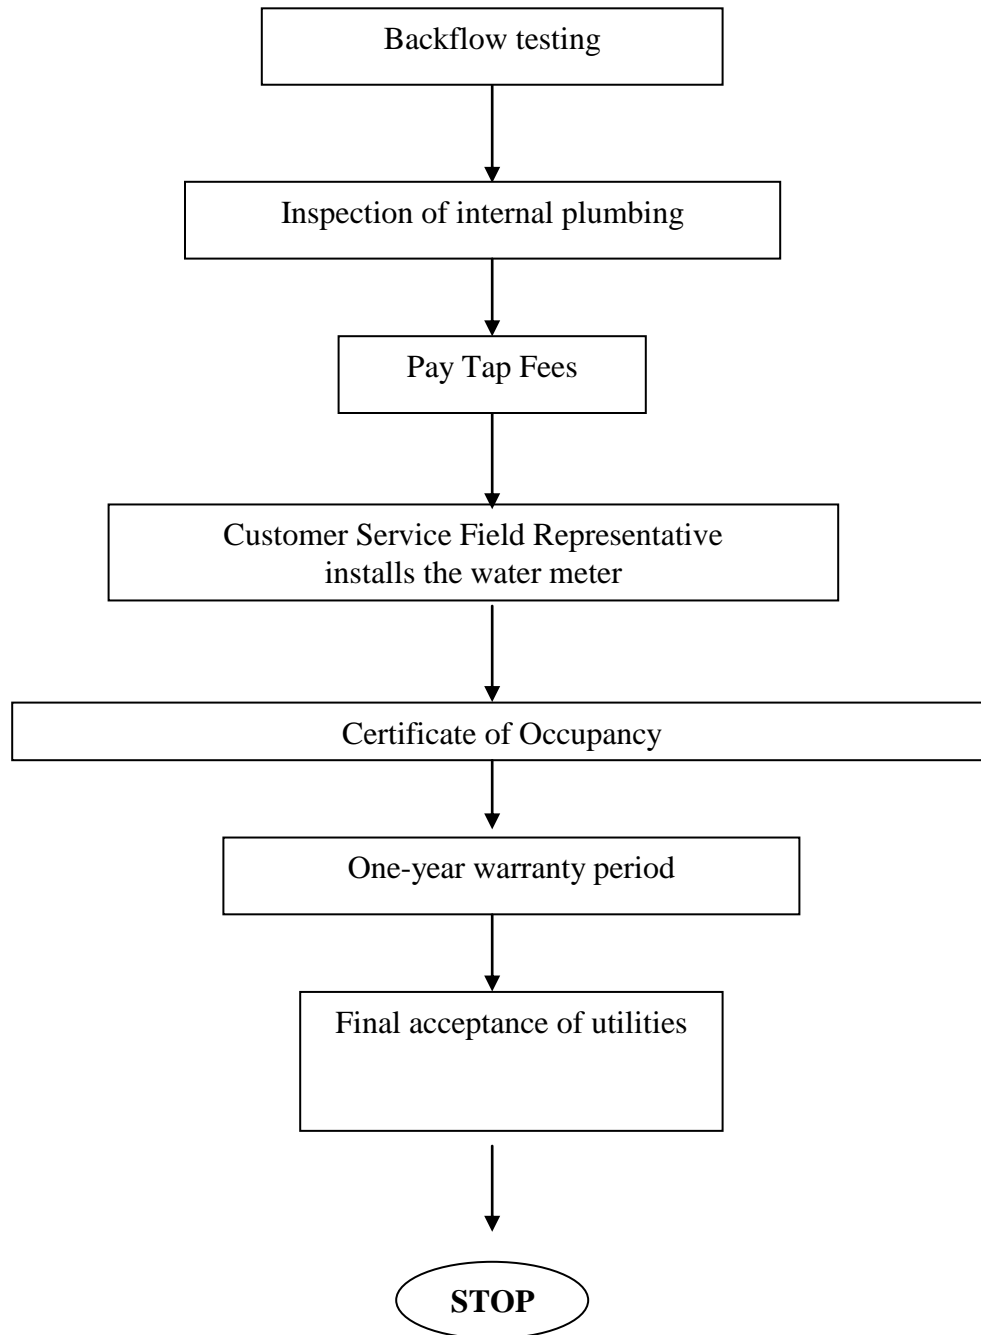 Backflow testing
Inspection of internal plumbing
Pay Tap Fees
Customer Service Field Representative
installs the water meter
Certificate of Occupancy
One-year warranty period
Final acceptance of utilities
STOP